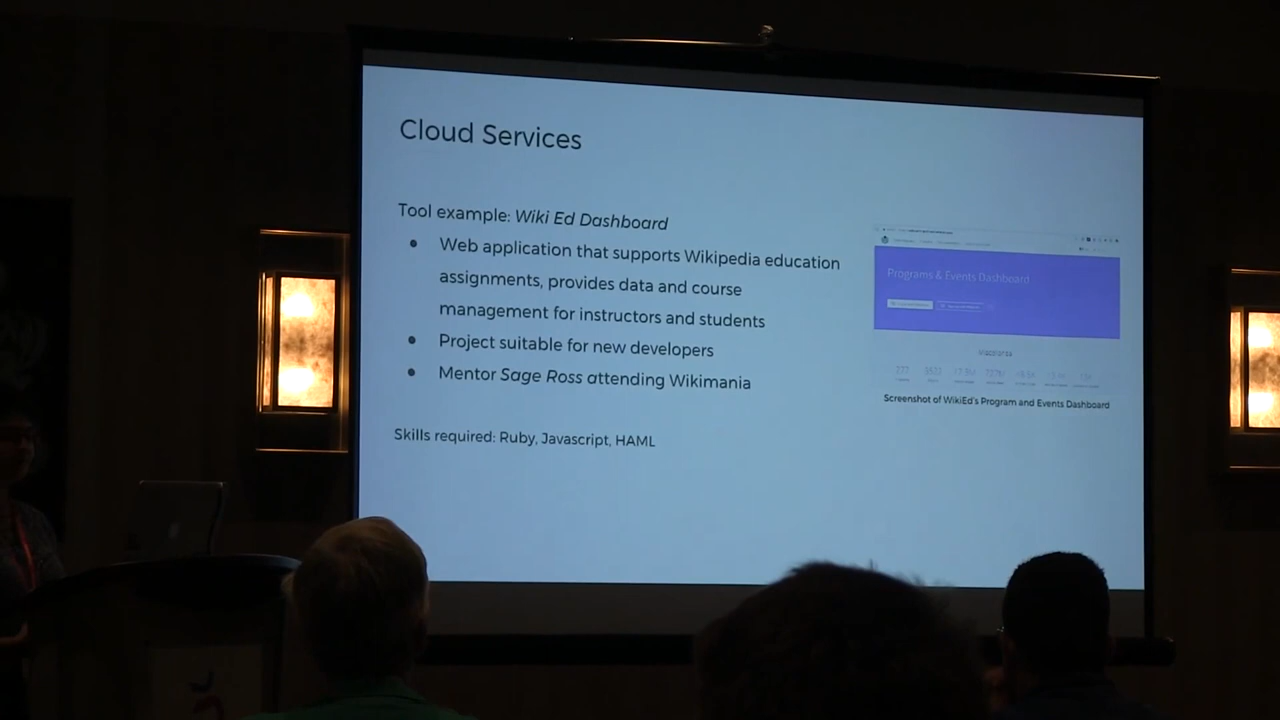 Cloud Services
Tool example: Wiki Ed Dashboard
● Web application that supports Wikipedia education
assignments, provides data and course
management for instructors and students
● Project suitable for new developers
● Mentor Sage Ross attending Wikimania
Skills required: Ruby, Javascript, HAML
Programs & Events Dashboard
Screenshot of WikiEd's Program and Events Dashboard